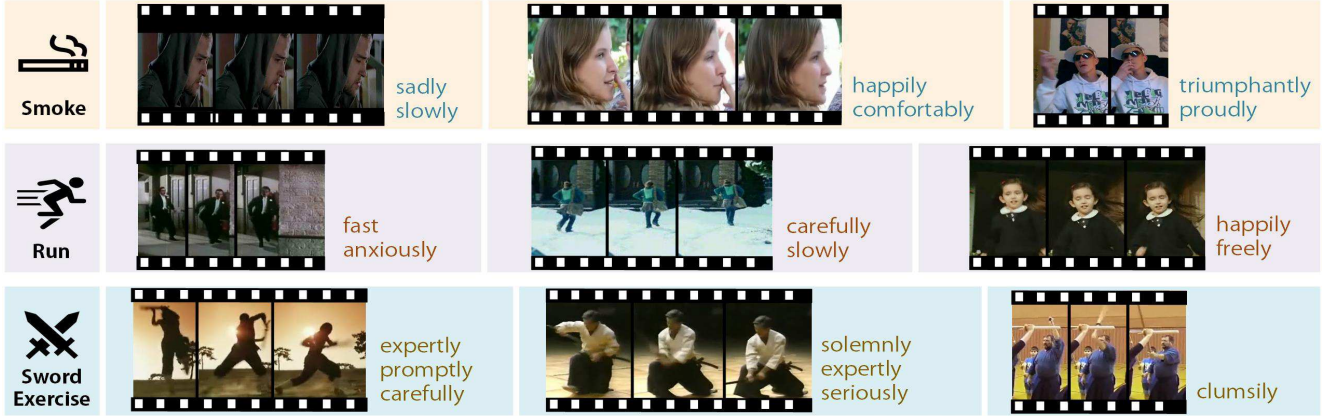 Smoke
sadly
slowly
happily
comfortably
triumphantly
proudly
Run
fast
anxiously
carefully
slowly
happily
freely
Sword
Exercise
expertly
promptly
carefully
solemnly
expertly
seriously
clumsily